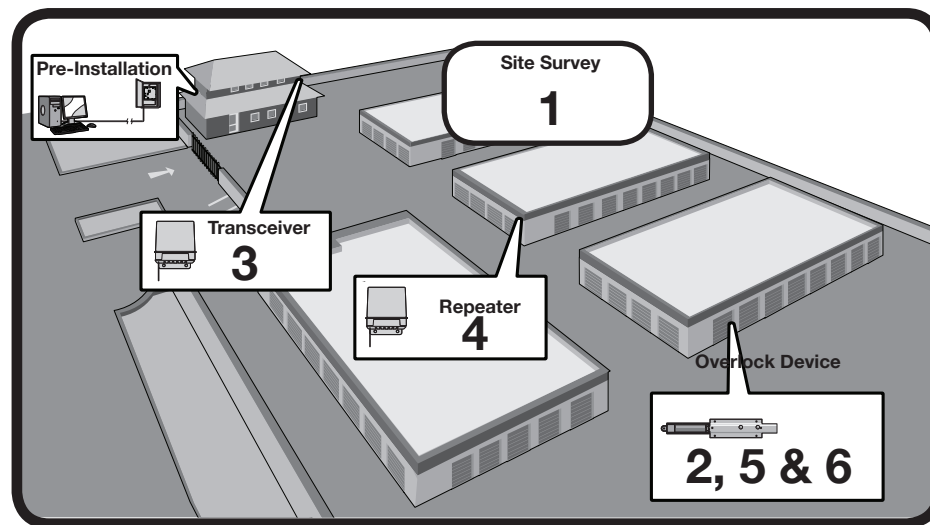 Pre-Installation
Site Survey
1
Transceiver
3
Repeater
4
Overlock Device
2, 5 & 6